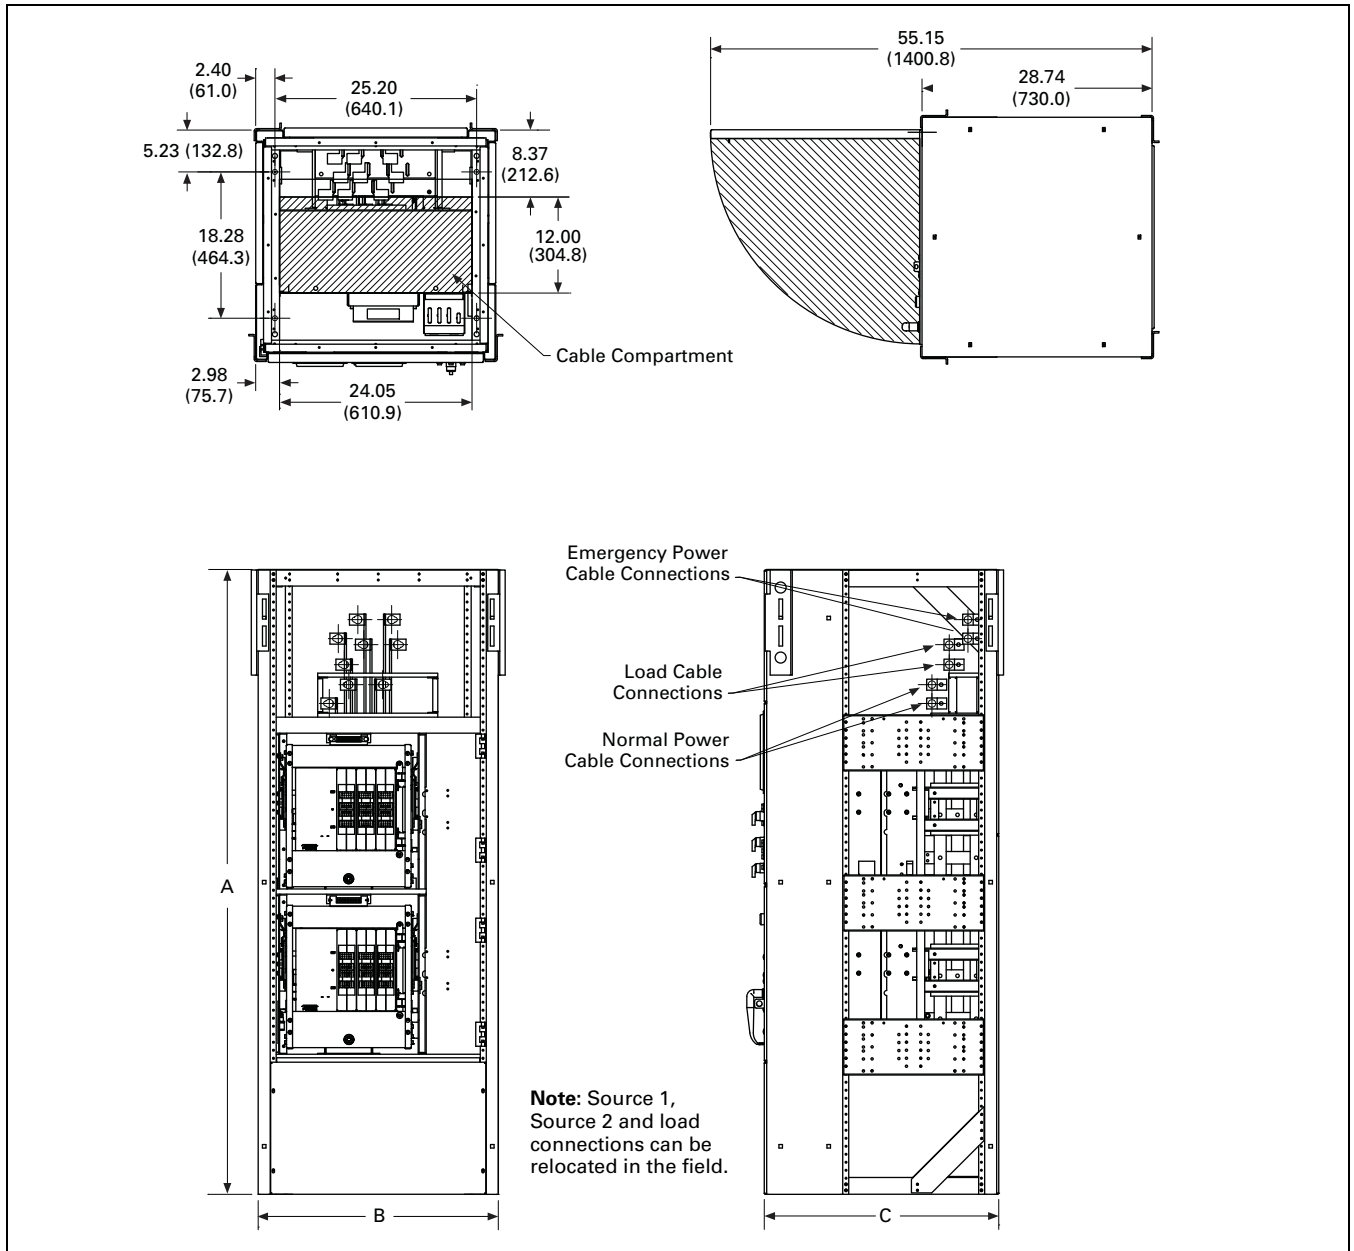 55.15
(1400.8)
2.40
(61.0)
25.20
(640.1)
28.74
(730.0)
5.23 (132.8)
8.37
(212.6)
18.28
(464.3)
12.00
(304.8)
Cable Compartment
2.98
(75.7)
24.05
(610.9)
Emergency Power
Cable Connections
Load Cable
Connections
Normal Power
Cable Connections
A
Note: Source 1,
Source 2 and load
connections can be
relocated in the field.
B
C